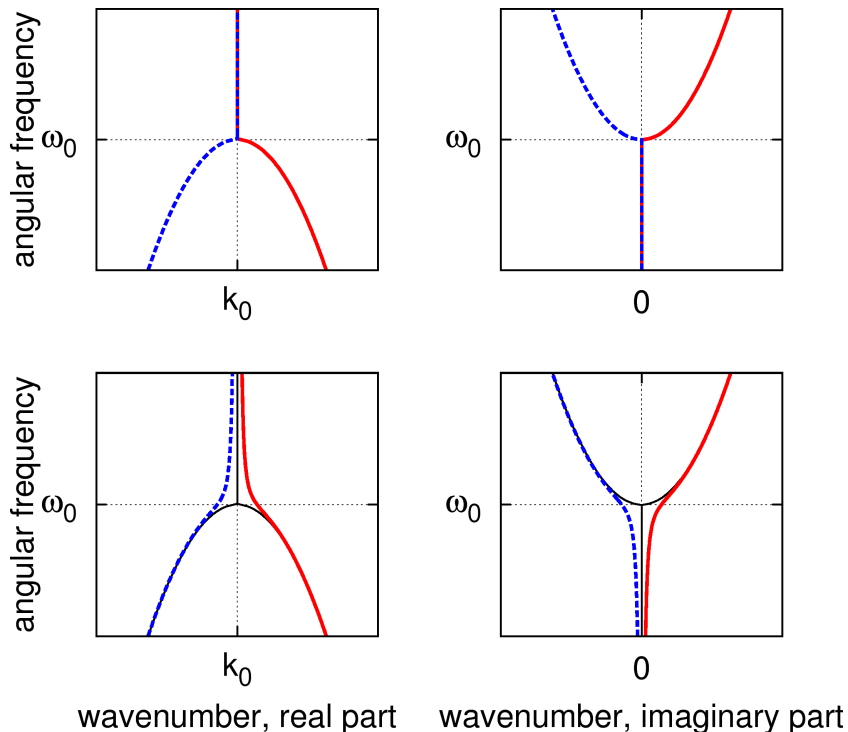 angular frequency
ω0
k0
ω0
0
angular frequency
ω0
k0
ω0
0
wavenumber, real part
wavenumber, imaginary part